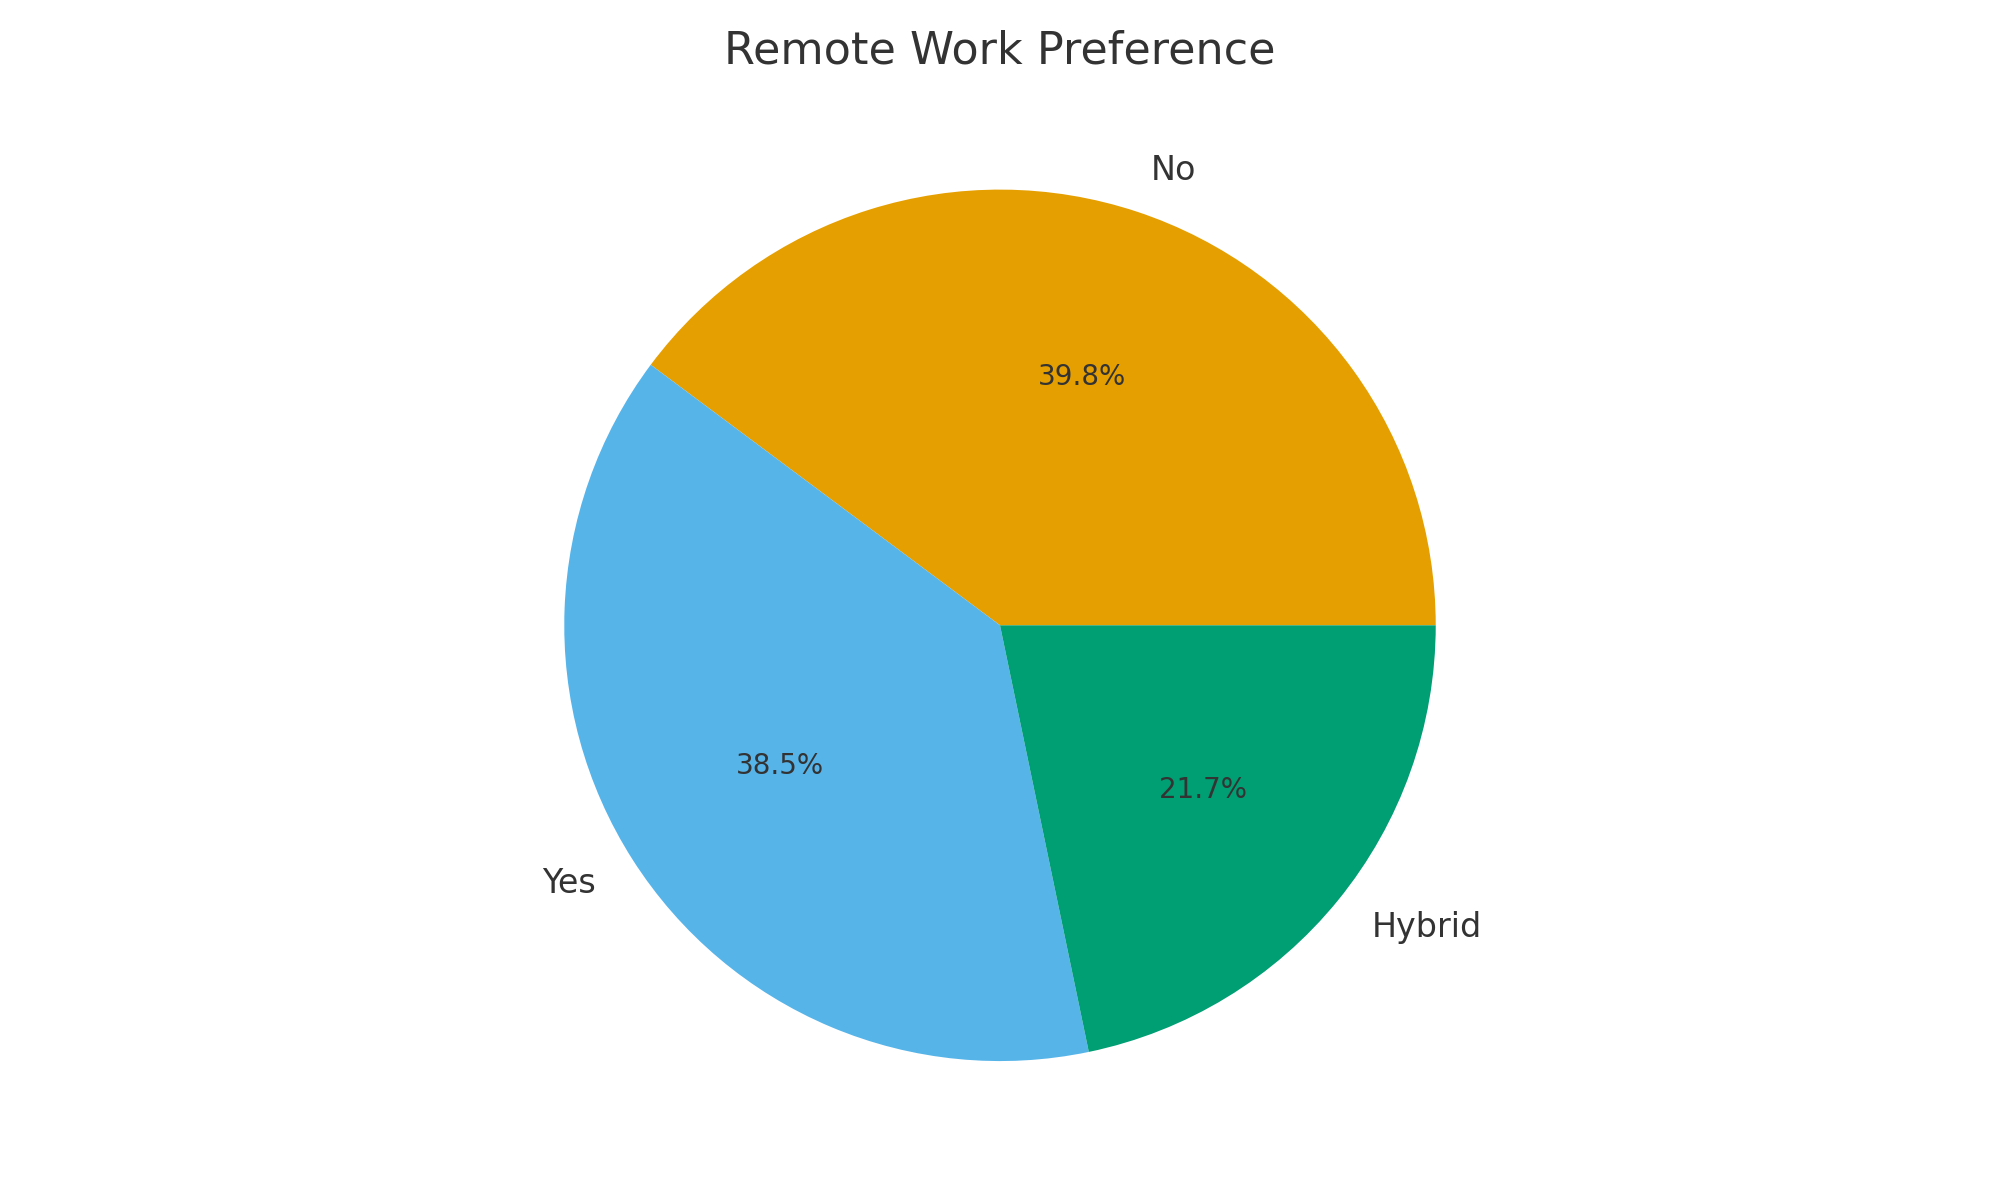 Remote Work Preference
No
39.8%
38.5%
21.7%
Yes
Hybrid